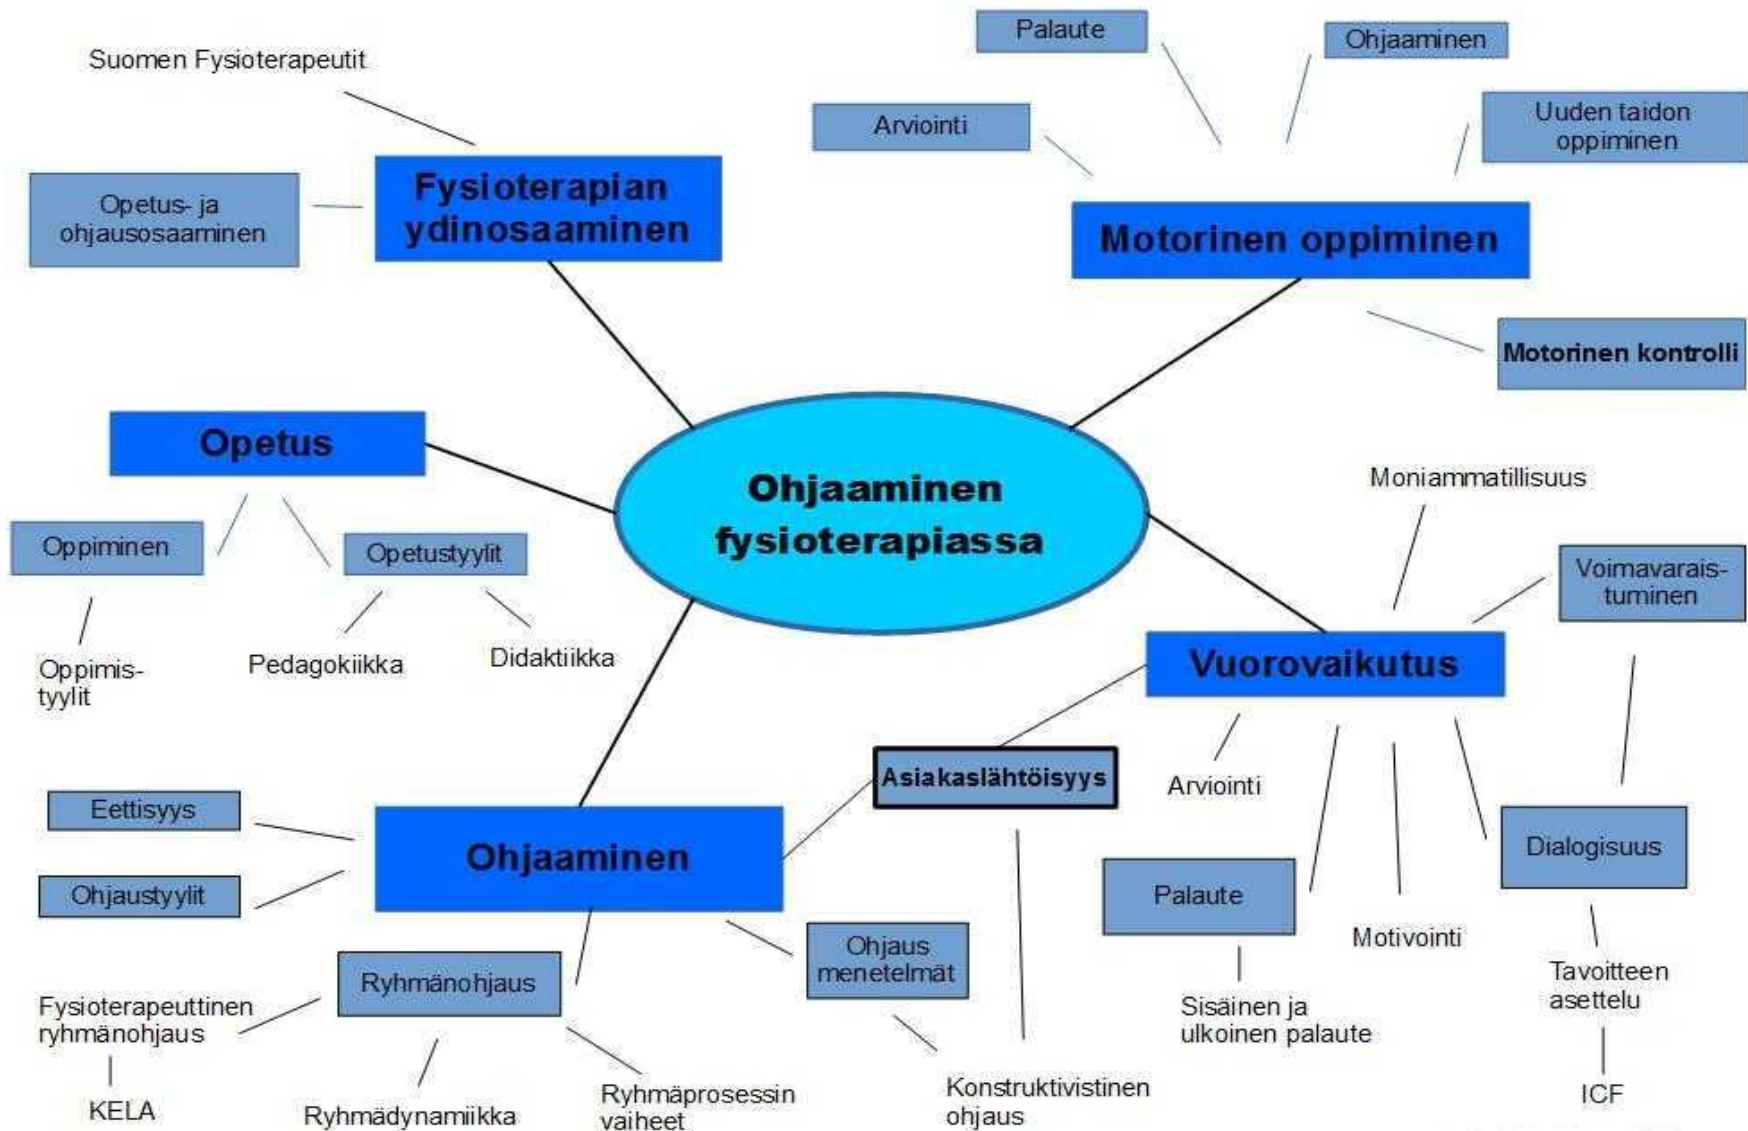 Suomen Fysioterapeutit
Opetus- ja
ohjausosaaminen
Fysioterapian
ydinosaaminen
Palaute
Ohjaaminen
Arviointi
Uuden taidon
oppiminen
Motorinen oppiminen
Motorinen kontrolli
Opetus
Oppiminen
Opetustyylit
Oppimis-
tyylit
Pedagokiikka
Didaktiikka
Ohjaaminen
fysioterapiassa
Moniammatillisuus
Voimavarais-
tuminen
Vuorovaikutus
Asiakaslähtöisyys
Arviointi
Palaute
Motivointi
Dialogisuus
Sisäinen ja
ulkoinen palaute
Tavoitteen
asettelu
ICF
Eettisyys
Ohjaustyylit
Ohjaaminen
Ryhmänohjaus
Ohjaus
menetelmät
Fysioterapeuttinen
ryhmänohjaus
KELA
Ryhmädynamiikka
Ryhmäprosessin
vaiheet
Konstruktivistinen
ohjaus